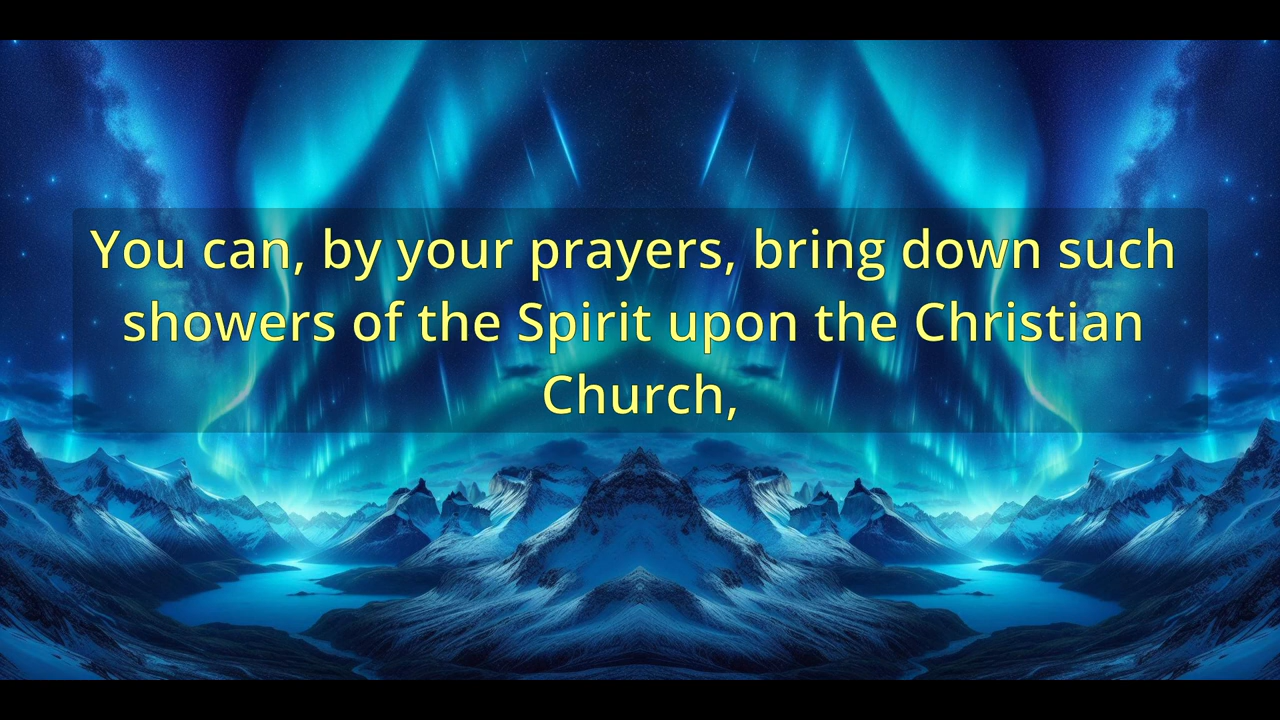 You can, by your prayers, bring down such
showers of the Spirit upon the Christian
Church,